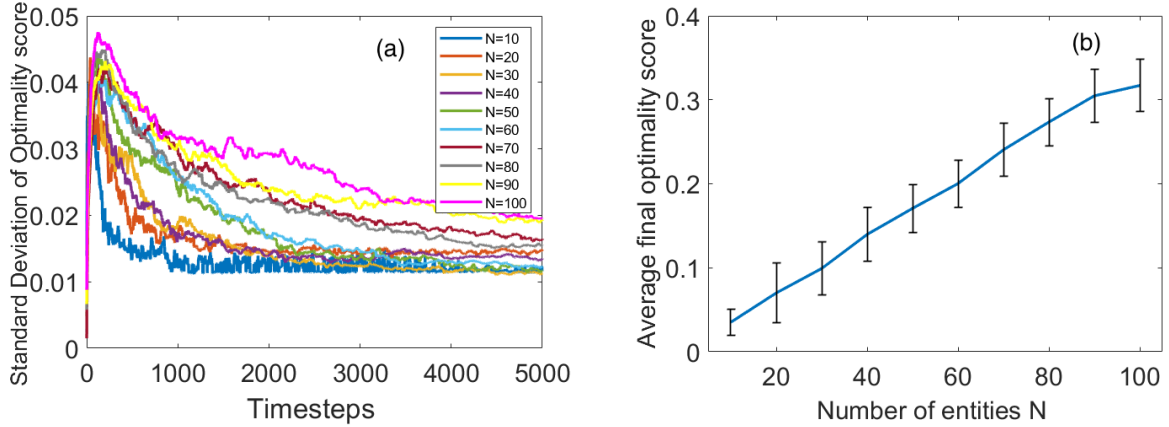 Standard Deviation of Optimality score
0.05
0.04
0.03
0.02
0.01
0
(a)
N=10
N=20
N=30
N=40
N=50
N=60
N=70
N=80
N=90
N=100
0 1000 2000 3000 4000 5000
Timesteps
Average final optimality score
0.4
0.3
0.2
0.1
0
(b)
20 40 60 80 100
Number of entities N